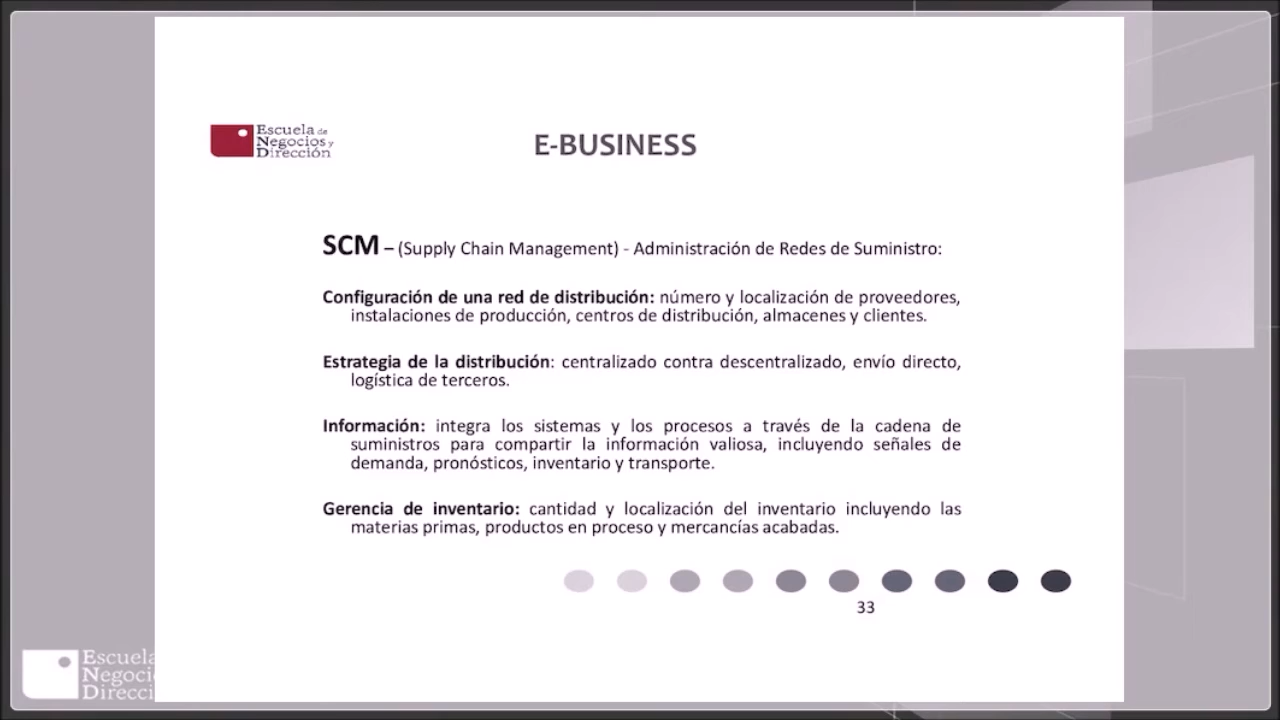 Escuela de
Negocios y
Dirección
E-BUSINESS
SCM – (Supply Chain Management) - Administración de Redes de Suministro:
Configuración de una red de distribución: número y localización de proveedores,
instalaciones de producción, centros de distribución, almacenes y clientes.
Estrategia de la distribución: centralizado contra descentralizado, envío directo,
logística de terceros.
Información: integra los sistemas y los procesos a través de la cadena de
suministros para compartir la información valiosa, incluyendo señales de
demanda, pronósticos, inventario y transporte.
Gerencia de inventario: cantidad y localización del inventario incluyendo las
materias primas, productos en proceso y mercancías acabadas.
33
Escuela
Negoci
Direcci